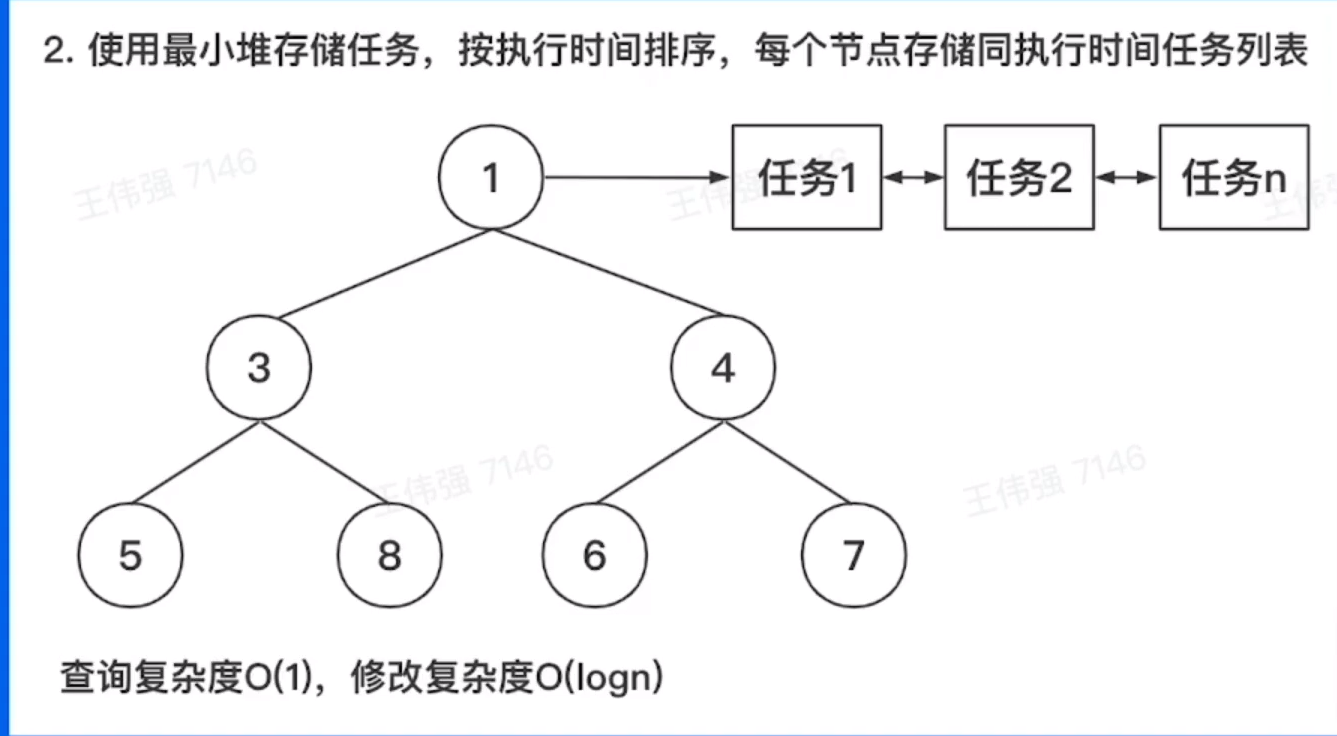 2. 使用最小堆存储任务，按执行时间排序，每个节点存储同执行时间任务列表
1 任务1 任务2 任务n
王伟强 7146
3 4
王伟强 7146
王伟强 7146
5 8 6 7
查询复杂度O(1)，修改复杂度O(logn)